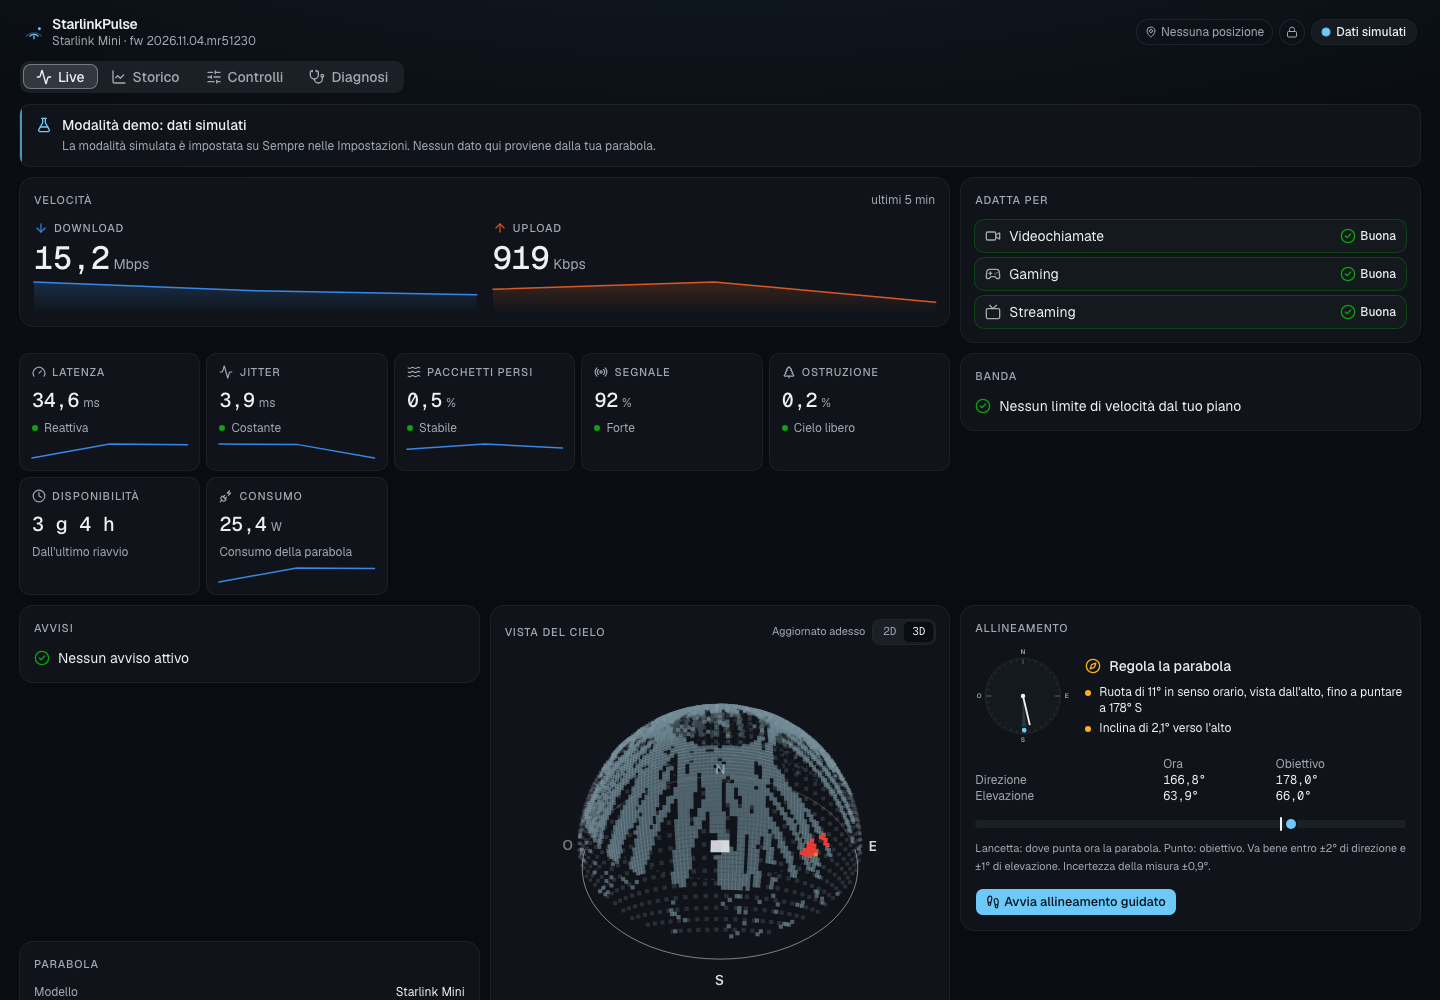 StarlinkPulse
Starlink Mini · fw 2026.11.04.mr51230
Nessuna posizione
Dati simulati
Live
Storico
Controlli
Diagnosi
Modalità demo: dati simulati
La modalità simulata è impostata su Sempre nelle Impostazioni. Nessun dato qui proviene dalla tua parabola.
VELOCITÀ
ultimi 5 min
DOWNLOAD
15,2 Mbps
UPLOAD
919 Kbps
ADATTA PER
Videochiamate
Buona
Gaming
Buona
Streaming
Buona
LATENZA
34,6 ms
Reattiva
JITTER
3,9 ms
Costante
PACCHETTI PERSI
0,5 %
Stabile
SEGNALE
92 %
Forte
OSTRUZIONE
0,2 %
Cielo libero
BANDA
Nessun limite di velocità dal tuo piano
DISPONIBILITÀ
3 g 4 h
Dall'ultimo riavvio
CONSUMO
25,4 W
Consumo della parabola
AVVISI
Nessun avviso attivo
VISTA DEL CIELO
Aggiornato adesso
2D
3D
N
O
E
S
ALLINEAMENTO
N
O
E
S
Regola la parabola
Ruota di 11° in senso orario, vista dall'alto, fino a puntare
a 178° S
Inclina di 2,1° verso l'alto
Ora Obiettivo
Direzione 166,8° 178,0°
Elevazione 63,9° 66,0°
Lancetta: dove punta ora la parabola. Punto: obiettivo. Va bene entro ±2° di direzione e
±1° di elevazione. Incertezza della misura ±0,9°.
Avvia allineamento guidato
PARABOLA
Modello
Starlink Mini